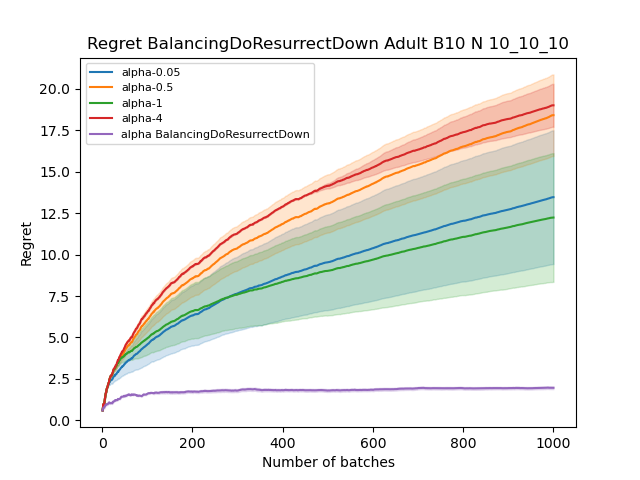 Regret BalancingDoResurrectDown Adult B10 N 10_10_10
alpha-0.05
alpha-0.5
alpha-1
alpha-4
alpha BalancingDoResurrectDown
Regret
20.0
17.5
15.0
12.5
10.0
7.5
5.0
2.5
0.0
0 200 400 600 800 1000
Number of batches